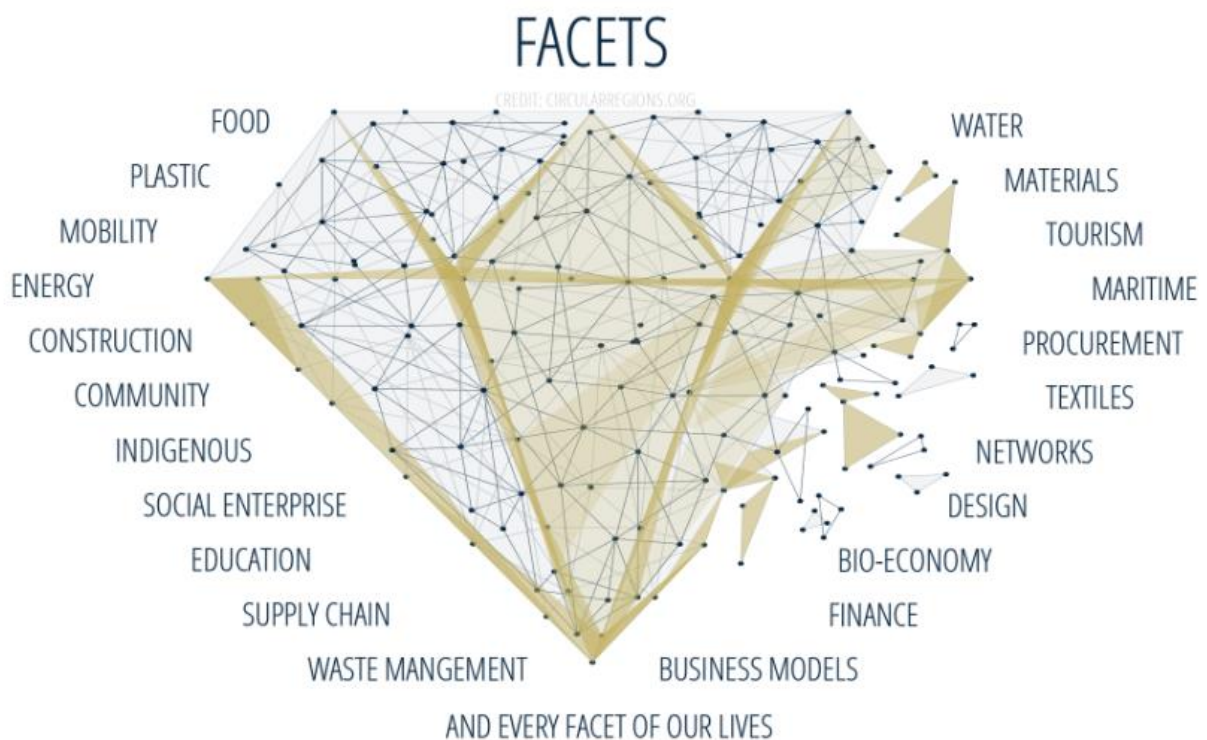 FACETS
CREDIT: CIRCULARREGIONS.ORG
FOOD
PLASTIC
MOBILITY
ENERGY
CONSTRUCTION
COMMUNITY
INDIGENOUS
SOCIAL ENTERPRISE
EDUCATION
SUPPLY CHAIN
WASTE MANGEMENT
WATER
MATERIALS
TOURISM
MARITIME
PROCUREMENT
TEXTILES
NETWORKS
DESIGN
BIO-ECONOMY
FINANCE
BUSINESS MODELS
AND EVERY FACET OF OUR LIVES